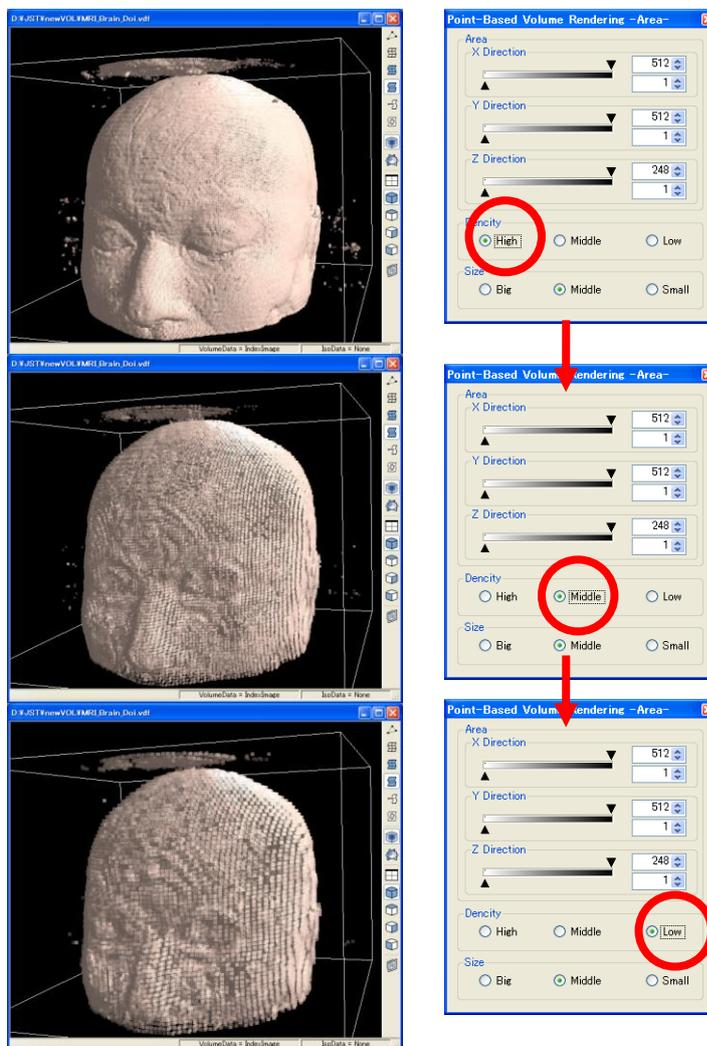 D:¥JST¥newVOL¥MRI_Brain_Doi.vdf
VolumeData = IndexImage IsoData = None
Point-Based Volume Rendering -Area-
Area
X Direction
512
1
Y Direction
512
1
Z Direction
248
1
Dencity
High Middle Low
Size
Big Middle Small
D:¥JST¥newVOL¥MRI_Brain_Doi.vdf
VolumeData = IndexImage IsoData = None
Point-Based Volume Rendering -Area-
Area
X Direction
512
1
Y Direction
512
1
Z Direction
248
1
Dencity
High Middle Low
Size
Big Middle Small
D:¥JST¥newVOL¥MRI_Brain_Doi.vdf
VolumeData = IndexImage IsoData = None
Point-Based Volume Rendering -Area-
Area
X Direction
512
1
Y Direction
512
1
Z Direction
248
1
Dencity
High Middle Low
Size
Big Middle Small